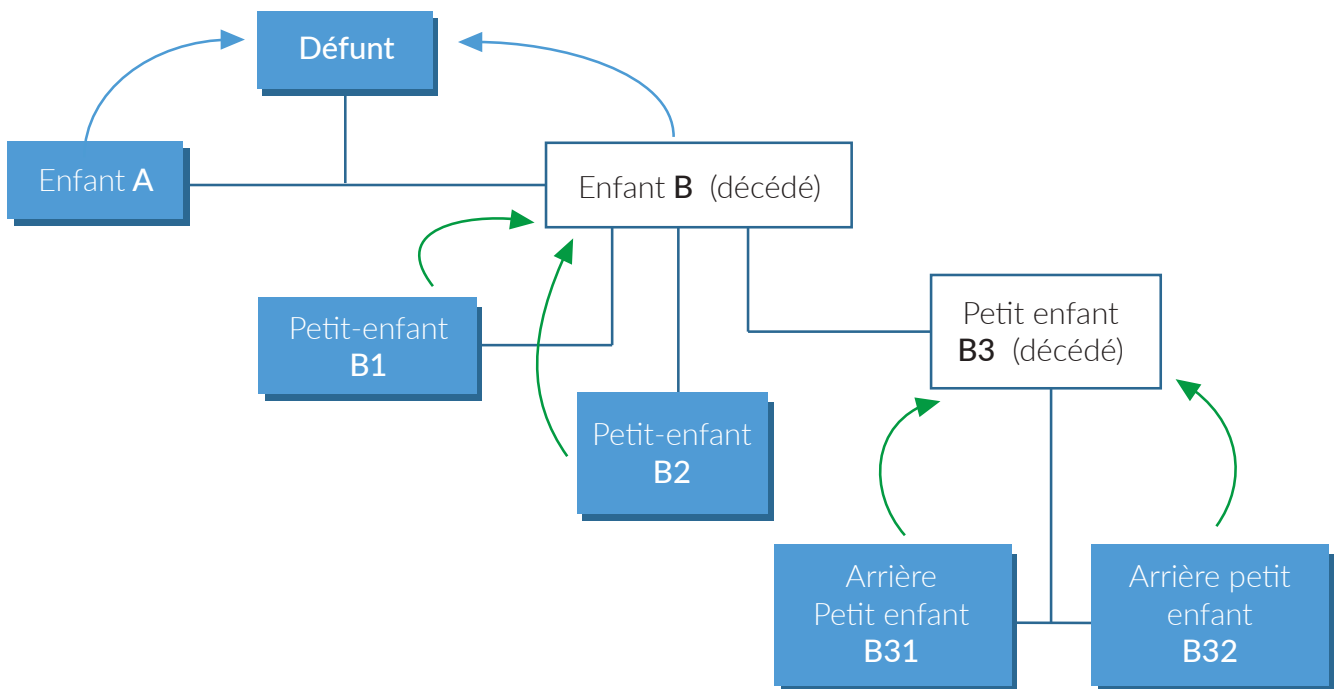 Défunt
Enfant A
Enfant B (décédé)
Petit-enfant
B1
Petit enfant
B3 (décédé)
Petit-enfant
B2
Arrière
Petit enfant
B31
Arrière petit
enfant
B32